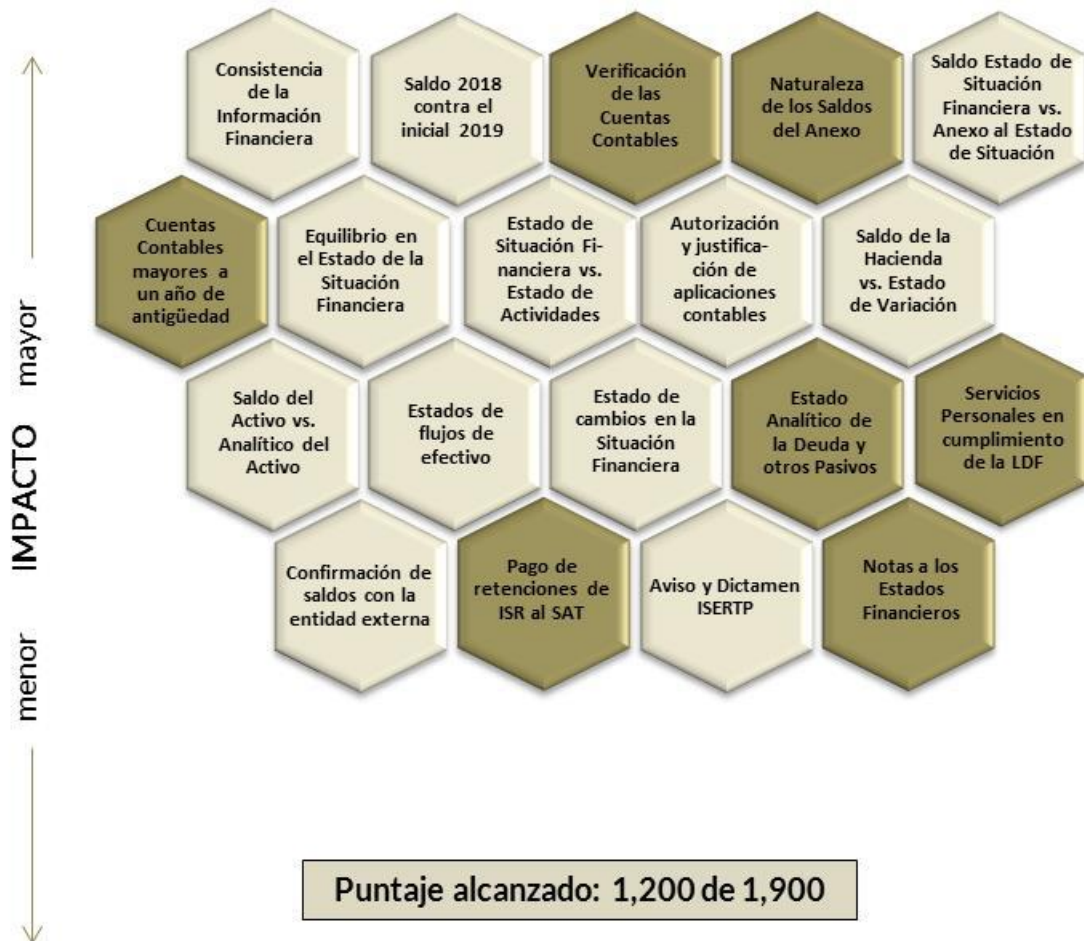 Consistencia
de la
Información
Financiera
Saldo 2018
contra el
inicial 2019
Verificación
de las
Cuentas
Contables
Naturaleza
de los Saldos
del Anexo
Saldo Estado de
Situación
Financiera vs.
Anexo al Estado
de Situación
Cuentas
Contables
mayores a
un año de
antigüedad
Equilibrio en
el Estado de la
Situación
Financiera
Estado de
Situación Fi-
nanciera vs.
Estado de
Actividades
Autorización
y justifica-
ción de
aplicaciones
contables
Saldo de la
Hacienda
vs. Estado
de Variación
Saldo del
Activo vs.
Analítico del
Activo
Estados de
flujos de
efectivo
Estado de
cambios en la
Situación
Financiera
Estado
Analítico de
la Deuda y
otros Pasivos
Servicios
Personales en
cumplimiento
de la LDF
Confirmación de
saldos con la
entidad externa
Pago de
retenciones de
ISR al SAT
Aviso y Dictamen
ISERTP
Notas a los
Estados
Financieros
menor IMPACTO mayor
Puntaje alcanzado: 1,200 de 1,900